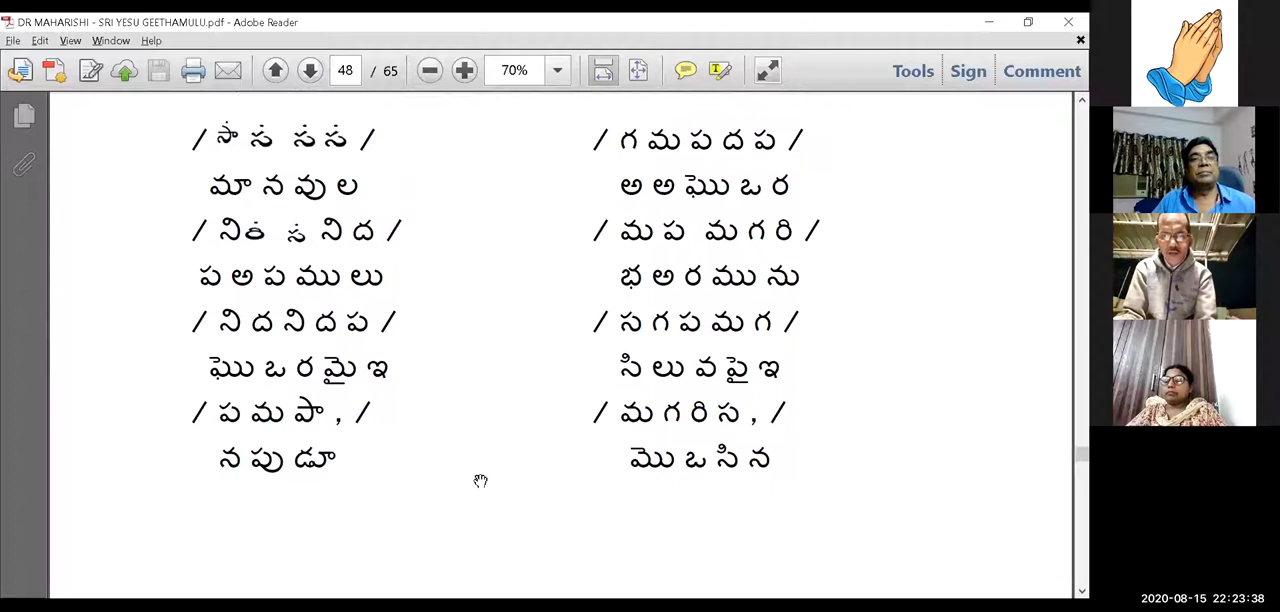 DR MAHARISHI - SRI YESU GEETHAMULU.pdf - Adobe Reader
File Edit View Window Help
48 / 65 70% Tools Sign Comment
/ సా॑ స॑ స॑ స॑ /
మా న వు ల
/ ని రి॑ స॑ ని ద /
ప అ ప ము లు
/ ని ద ని ద ప /
ఘొ ఒ ర మై ఇ
/ ప మ పా , /
న పు డూ
/ గ మ ప ద ప /
అ అ ఘొ ఒ ర
/ మ ప మ గ రి /
భ అ ర ము ను
/ స గ ప మ గ /
సి లు వ పై ఇ
/ మ గ రి స , /
మొ ఒ సి న
2020-08-15 22:23:38